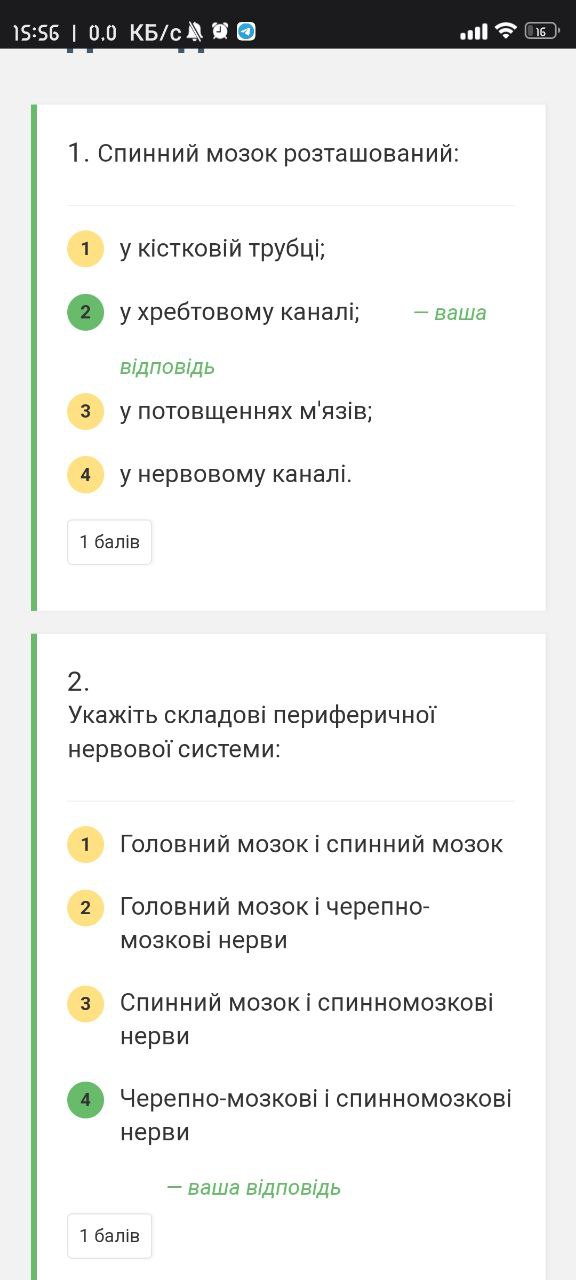 15:56 | 0.0 КБ/с 16
1. Спинний мозок розташований:
1 у кістковій трубці;
2 у хребтовому каналі; — ваша
відповідь
3 у потовщеннях м'язів;
4 у нервовому каналі.
1 балів
2.
Укажіть складові периферичної
нервової системи:
1 Головний мозок і спинний мозок
2 Головний мозок і черепно-
мозкові нерви
3 Спинний мозок і спинномозкові
нерви
4 Черепно-мозкові і спинномозкові
нерви
— ваша відповідь
1 балів